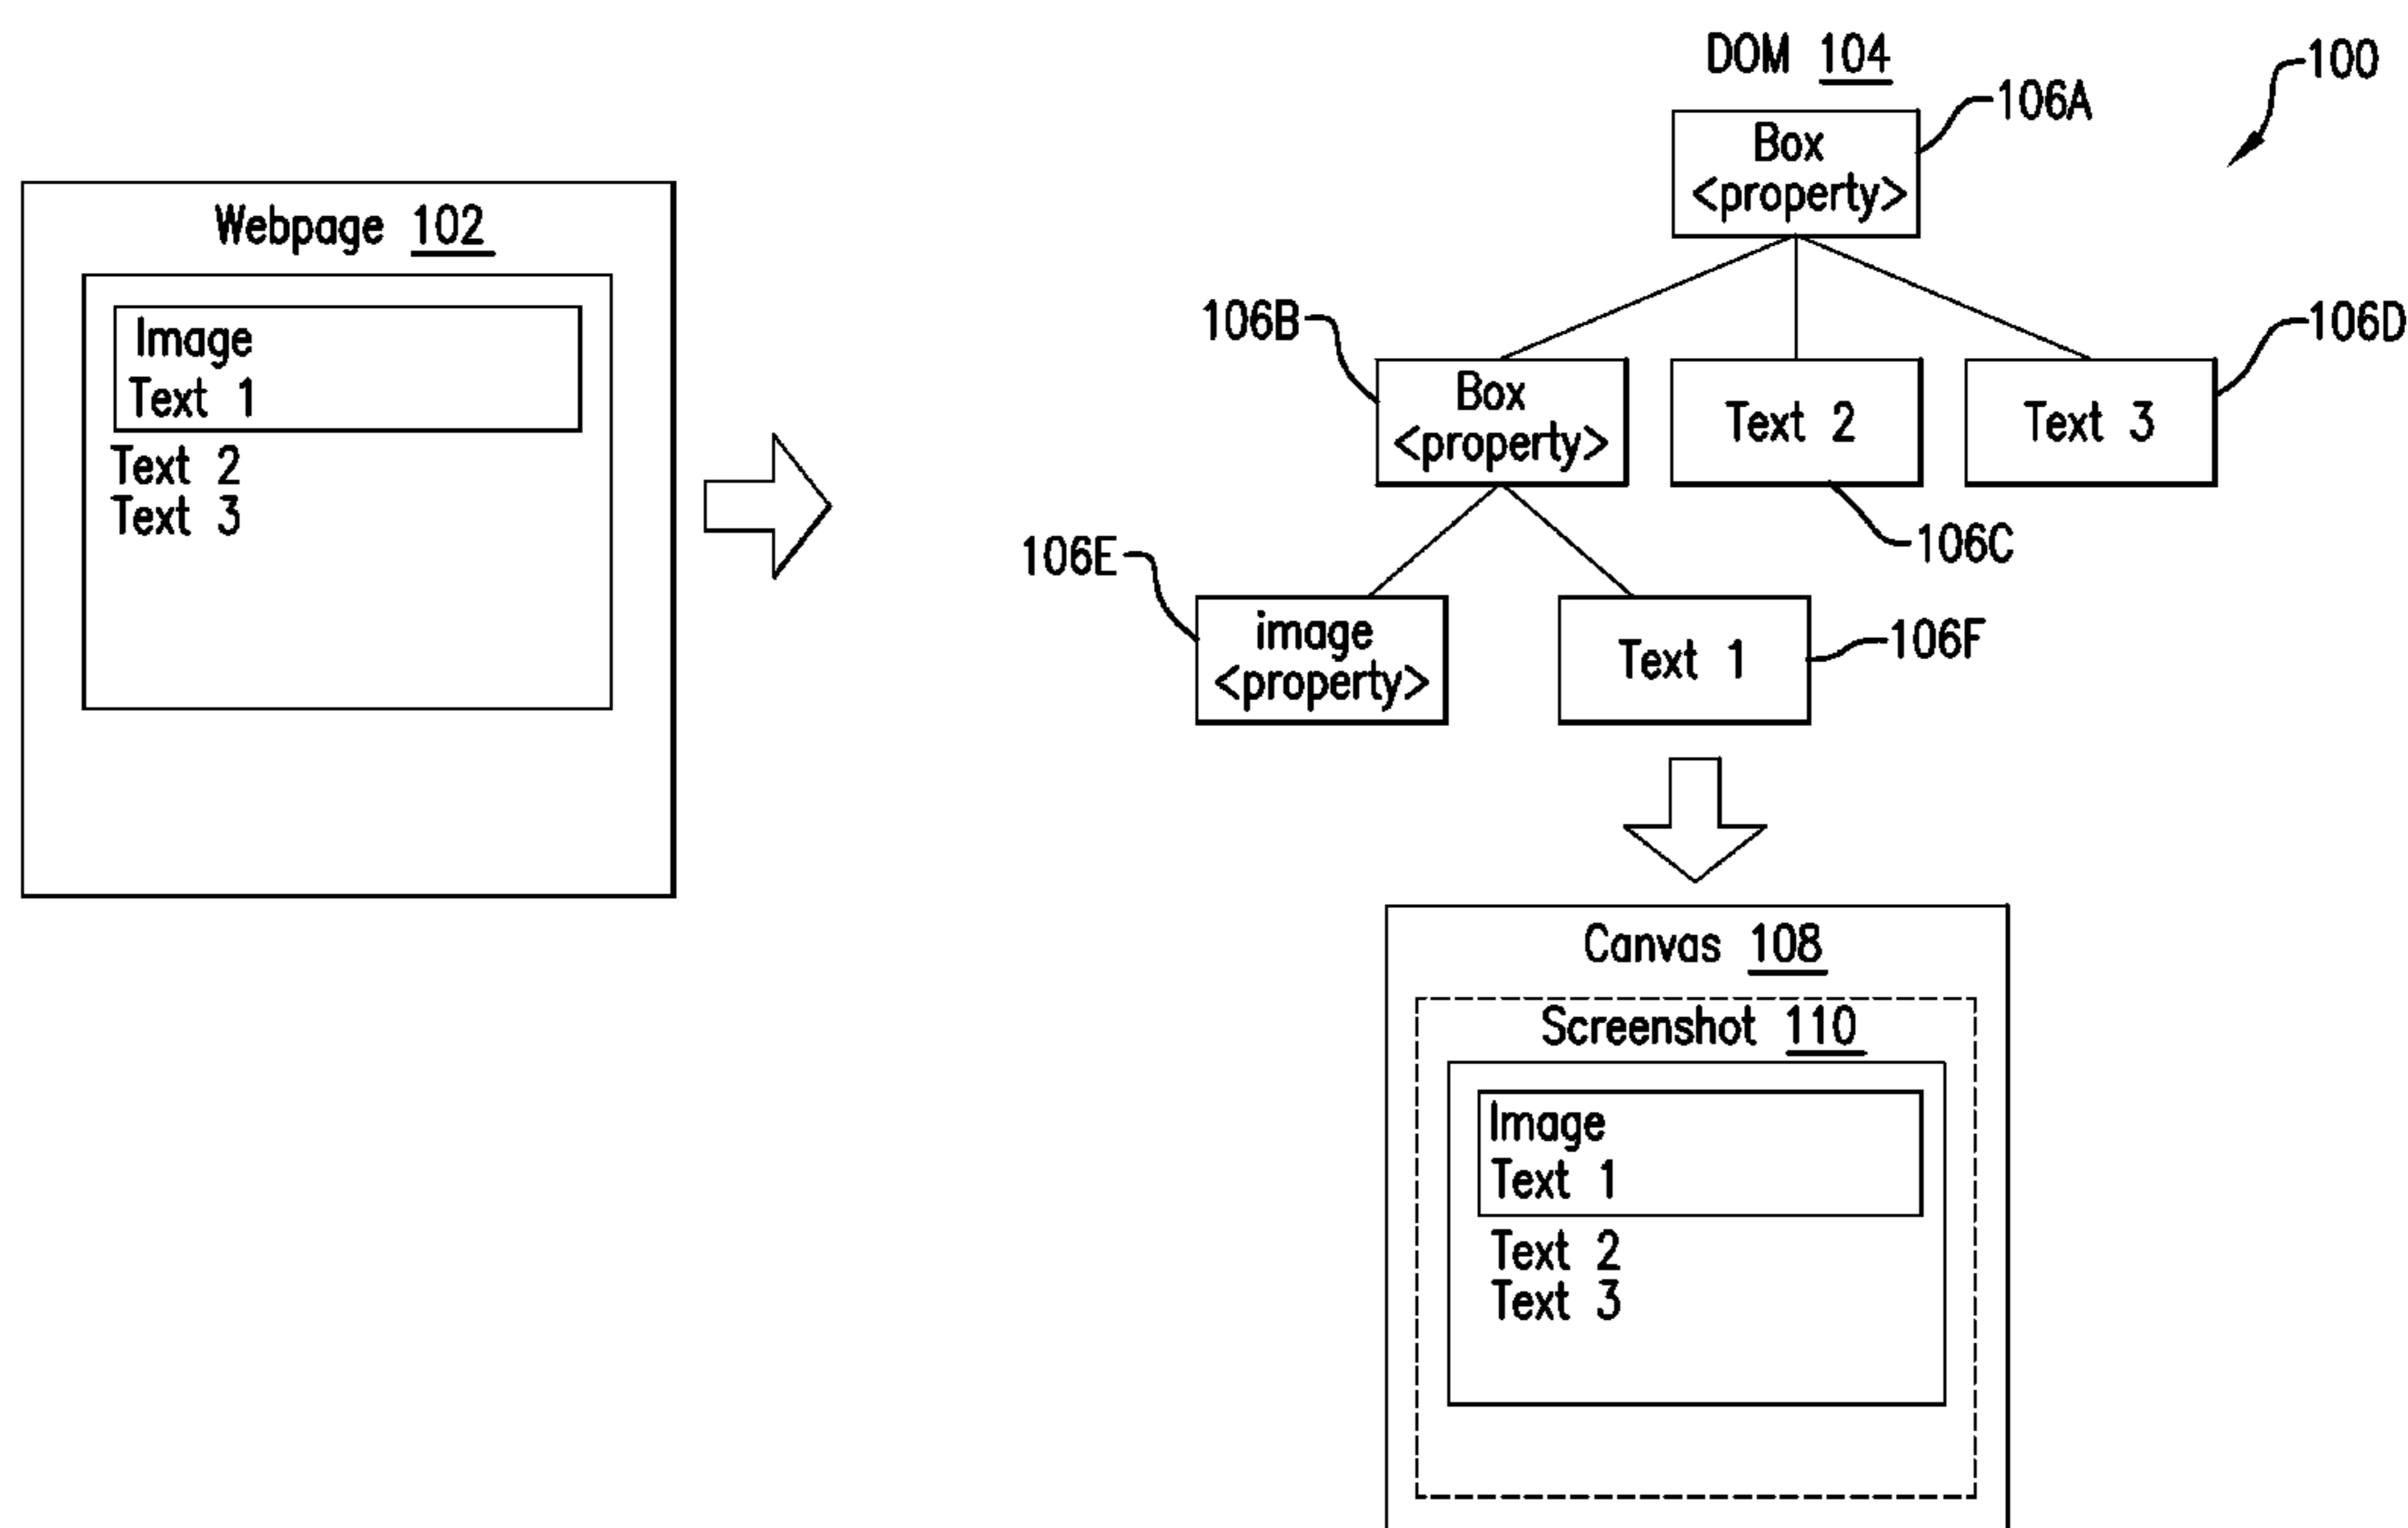 Webpage 102
Image
Text 1
Text 2
Text 3
DOM 104
100
106A
Box
<property>
106B
106D
Box
<property>
Text 2
Text 3
106C
106E
image
<property>
Text 1
106F
Canvas 108
Screenshot 110
Image
Text 1
Text 2
Text 3